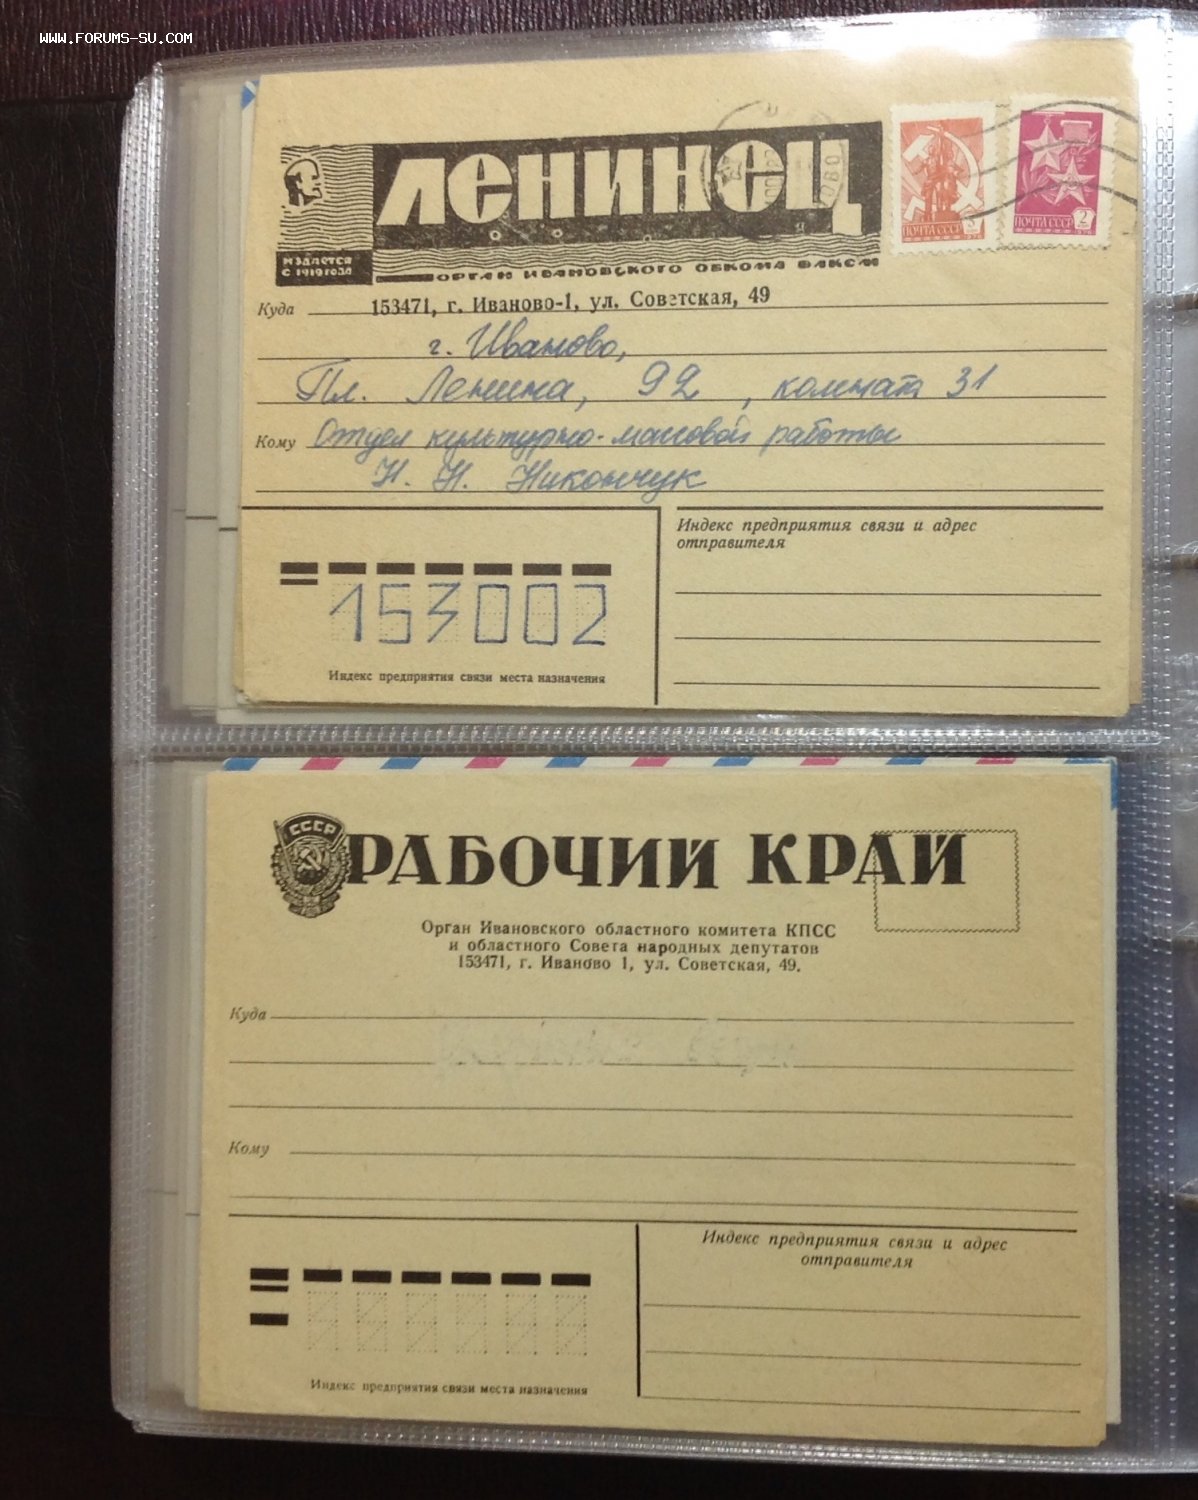 www.forums-su.com
ЛЕНИНЕЦ
ИЗДАЕТСЯ
С 1919 ГОДА
ОРГАН ИВАНОВСКОГО ОБКОМА ВЛКСМ
ПОЧТА СССР
ПОЧТА СССР 2
153471, г. Иваново-1, ул. Советская, 49
Куда
г. Иваново,
Пл. Ленина, 92, комната 31
Кому Отдел культурно-массовой работы
Н. Н. Никончук
Индекс предприятия связи и адрес
отправителя
153002
Индекс предприятия связи места назначения
СССР
РАБОЧИЙ КРАЙ
Орган Ивановского областного комитета КПСС
и областного Совета народных депутатов
153471, г. Иваново 1, ул. Советская, 49.
Куда
Кому
Индекс предприятия связи и адрес
отправителя
Индекс предприятия связи места назначения